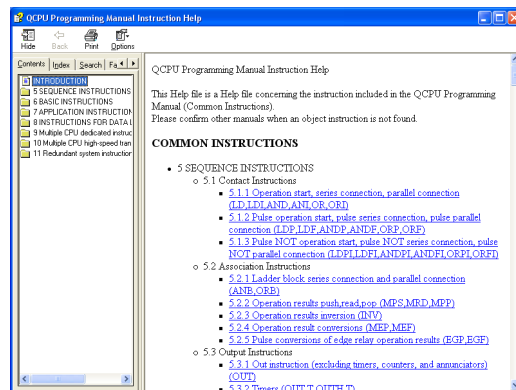 QCPU Programming Manual Instruction Help
Hide Back Print Options
Contents Index Search Fa
INTRODUCTION
5 SEQUENCE INSTRUCTIONS
6 BASIC INSTRUCTIONS
7 APPLICATION INSTRUCTION
8 INSTRUCTIONS FOR DATA L
9 Multiple CPU dedicated instruc
10 Multiple CPU high-speed tran
11 Redundant system instruction
QCPU Programming Manual Instruction Help
This Help file is a Help file concerning the instruction included in the QCPU Programming
Manual (Common Instructions).
Please confirm other manuals when an object instruction is not found.
COMMON INSTRUCTIONS
5 SEQUENCE INSTRUCTIONS
5.1 Contact Instructions
5.1.1 Operation start, series connection, parallel connection
(LD,LDI,AND,ANI,OR,ORI)
5.1.2 Pulse operation start, pulse series connection, pulse parallel
connection (LDP,LDF,ANDP,ANDF,ORP,ORF)
5.1.3 Pulse NOT operation start, pulse NOT series connection, pulse
NOT parallel connection (LDPI,LDFI,ANDPI,ANDFI,ORPI,ORFI)
5.2 Association Instructions
5.2.1 Ladder block series connection and parallel connection
(ANB,ORB)
5.2.2 Operation results push,read,pop (MPS,MRD,MPP)
5.2.3 Operation results inversion (INV)
5.2.4 Operation result conversions (MEP,MEF)
5.2.5 Pulse conversions of edge relay operation results (EGP,EGF)
5.3 Output Instructions
5.3.1 Out instruction (excluding timers, counters, and annunciators)
(OUT)
5.3.2 Timers (OUT T,OUTH T)